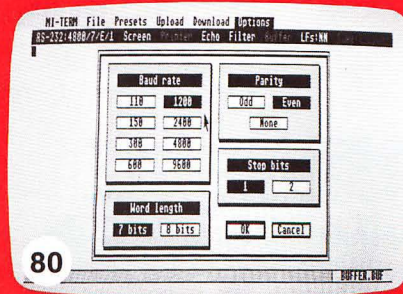 MI-TERM File Presets Upload Download Options
RS-232:4800/7/E/1 Screen Printer Echo Filter Buffer LFs:NN
Baud rate
110 1200
150 2400
300 4800
600 9600
Word length
7 bits 8 bits
Parity
Odd Even
None
Stop bits
1 2
OK Cancel
80
BUFFER.BUF